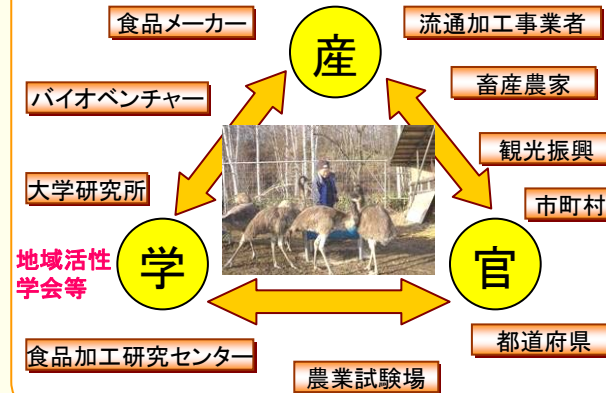 食品メーカー
流通加工事業者
産
畜産農家
バイオベンチャー
観光振興
大学研究所
市町村
地域活性
学会等
学
官
都道府県
食品加工研究センター
農業試験場